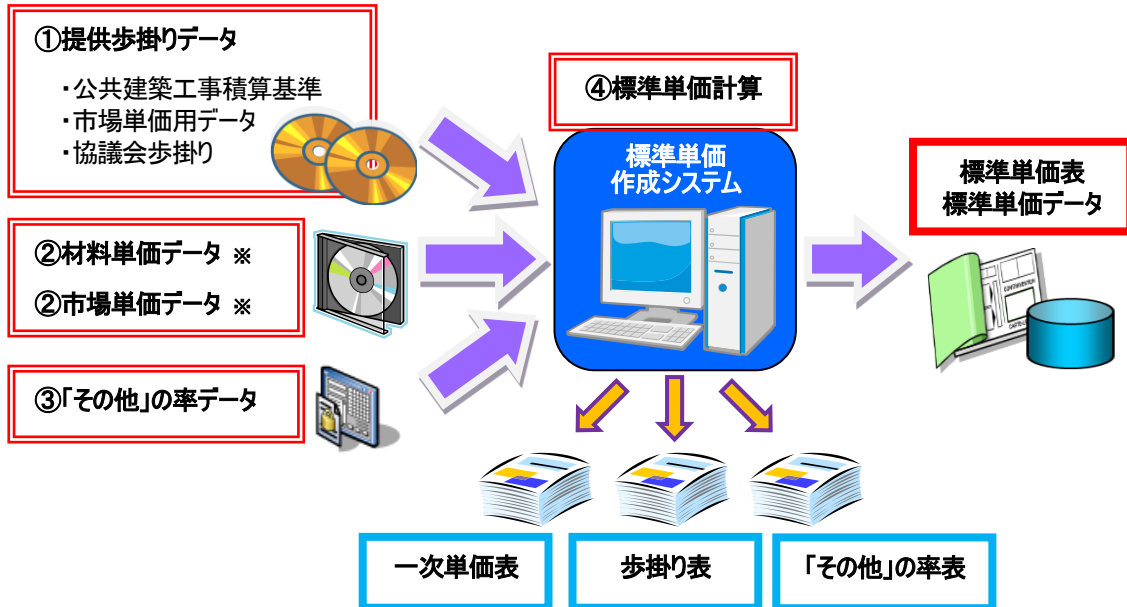 ①提供歩掛りデータ
・公共建築工事積算基準
・市場単価用データ
・協議会歩掛り
②材料単価データ ※
②市場単価データ ※
③「その他」の率データ
④標準単価計算
標準単価
作成システム
標準単価表
標準単価データ
一次単価表
歩掛り表
「その他」の率表